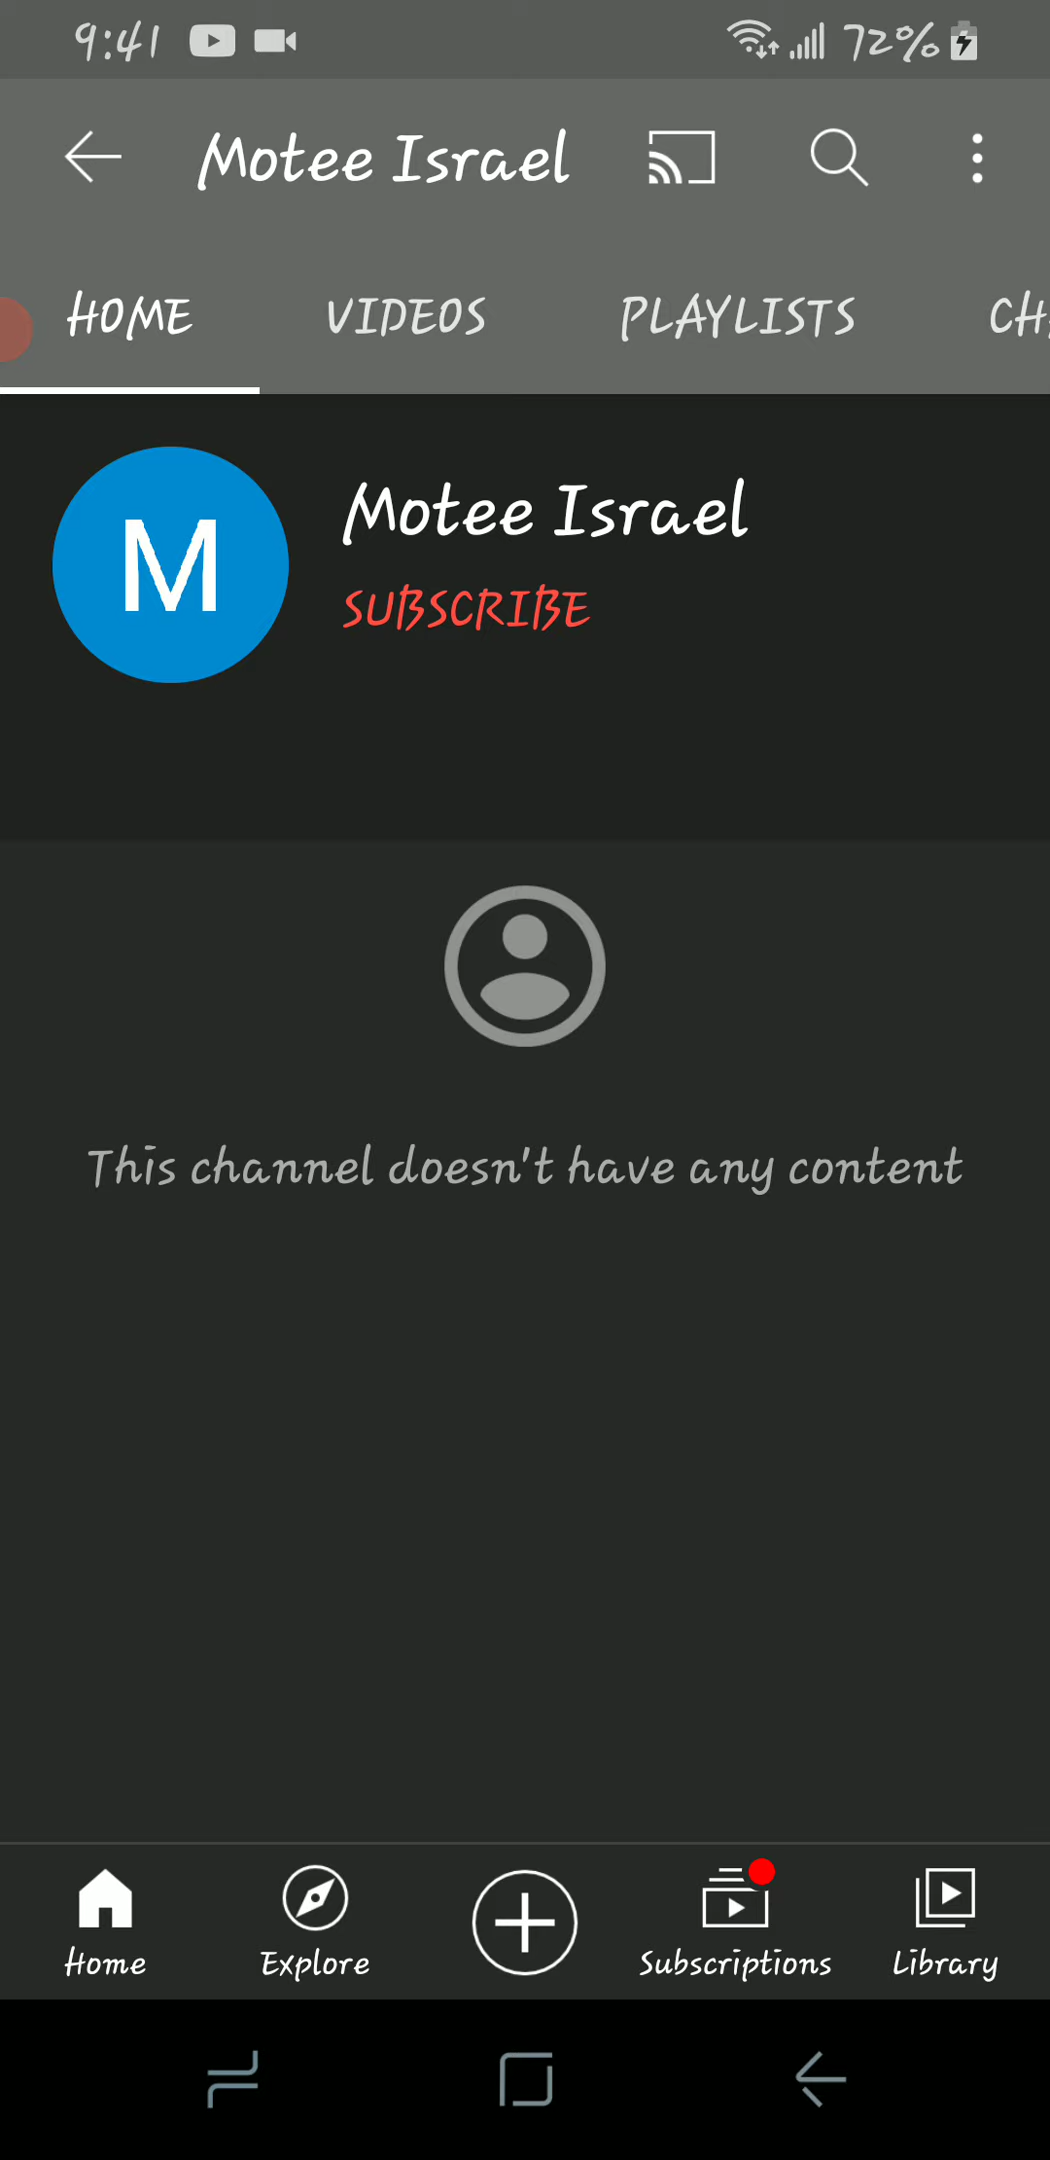 9:41 72%
Motee Israel
HOME VIDEOS PLAYLISTS CH
M
Motee Israel
SUBSCRIBE
This channel doesn't have any content
Home Explore Subscriptions Library